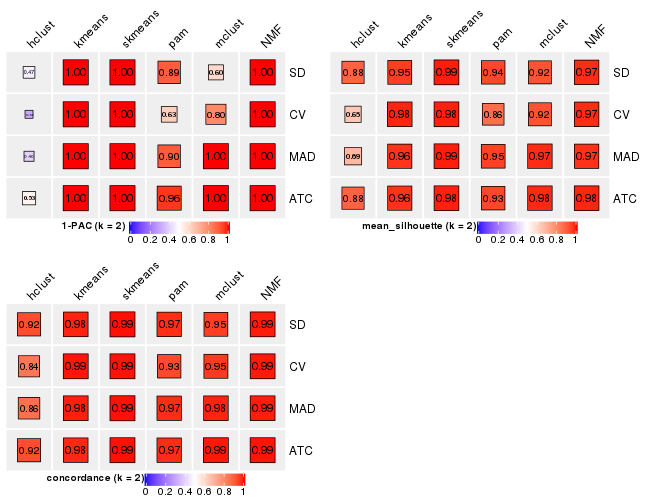 hclust kmeans skmeans pam mclust NMF
0.47 1.00 1.00 0.89 0.60 1.00 SD
1.00 1.00 0.63 0.80 1.00 CV
1.00 1.00 0.90 1.00 1.00 MAD
0.53 1.00 1.00 0.96 1.00 1.00 ATC
1-PAC (k = 2)
0 0.2 0.4 0.6 0.8 1
hclust kmeans skmeans pam mclust NMF
0.88 0.95 0.99 0.94 0.92 0.97 SD
0.65 0.98 0.98 0.86 0.92 0.97 CV
0.69 0.96 0.99 0.95 0.97 0.97 MAD
0.88 0.96 0.98 0.93 0.98 0.98 ATC
mean_silhouette (k = 2)
0 0.2 0.4 0.6 0.8 1
hclust kmeans skmeans pam mclust NMF
0.92 0.98 0.99 0.97 0.95 0.99 SD
0.84 0.99 0.99 0.93 0.95 0.99 CV
0.86 0.98 0.99 0.97 0.98 0.99 MAD
0.92 0.98 0.99 0.97 0.99 0.99 ATC
concordance (k = 2)
0 0.2 0.4 0.6 0.8 1